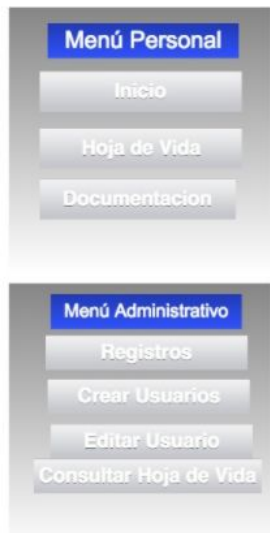 Menú Personal
Inicio
Hoja de Vida
Documentacion
Menú Administrativo
Registros
Crear Usuarios
Editar Usuario
Consultar Hoja de Vida